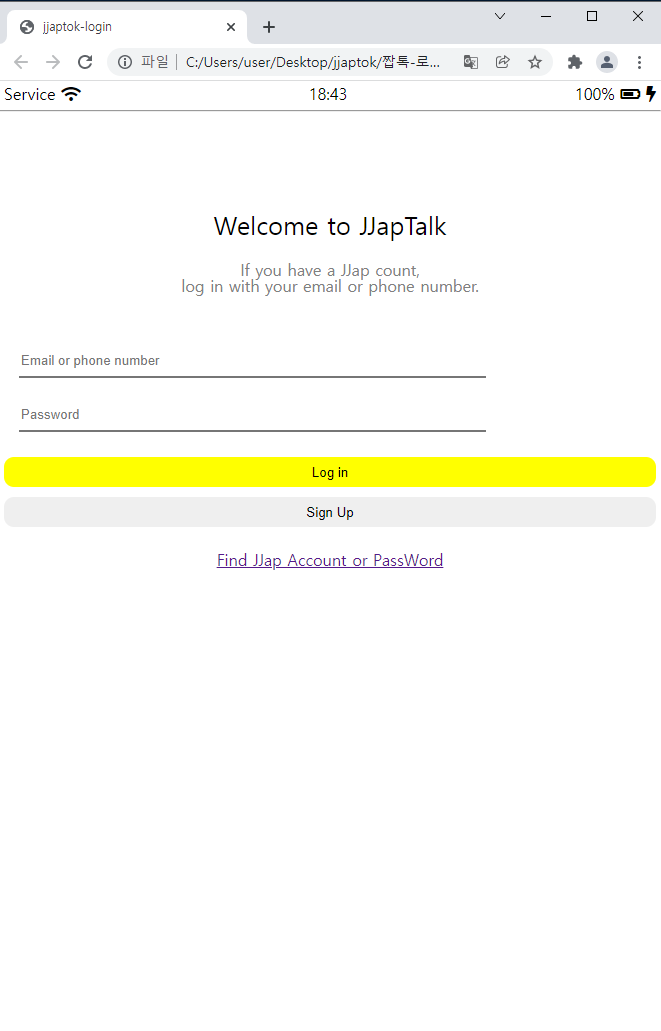 jjaptok-login
파일 C:/Users/user/Desktop/jjaptok/짭톡-로...
Service 18:43 100%
Welcome to JJapTalk
If you have a JJap count,
log in with your email or phone number.
Email or phone number
Password
Log in
Sign Up
Find JJap Account or PassWord